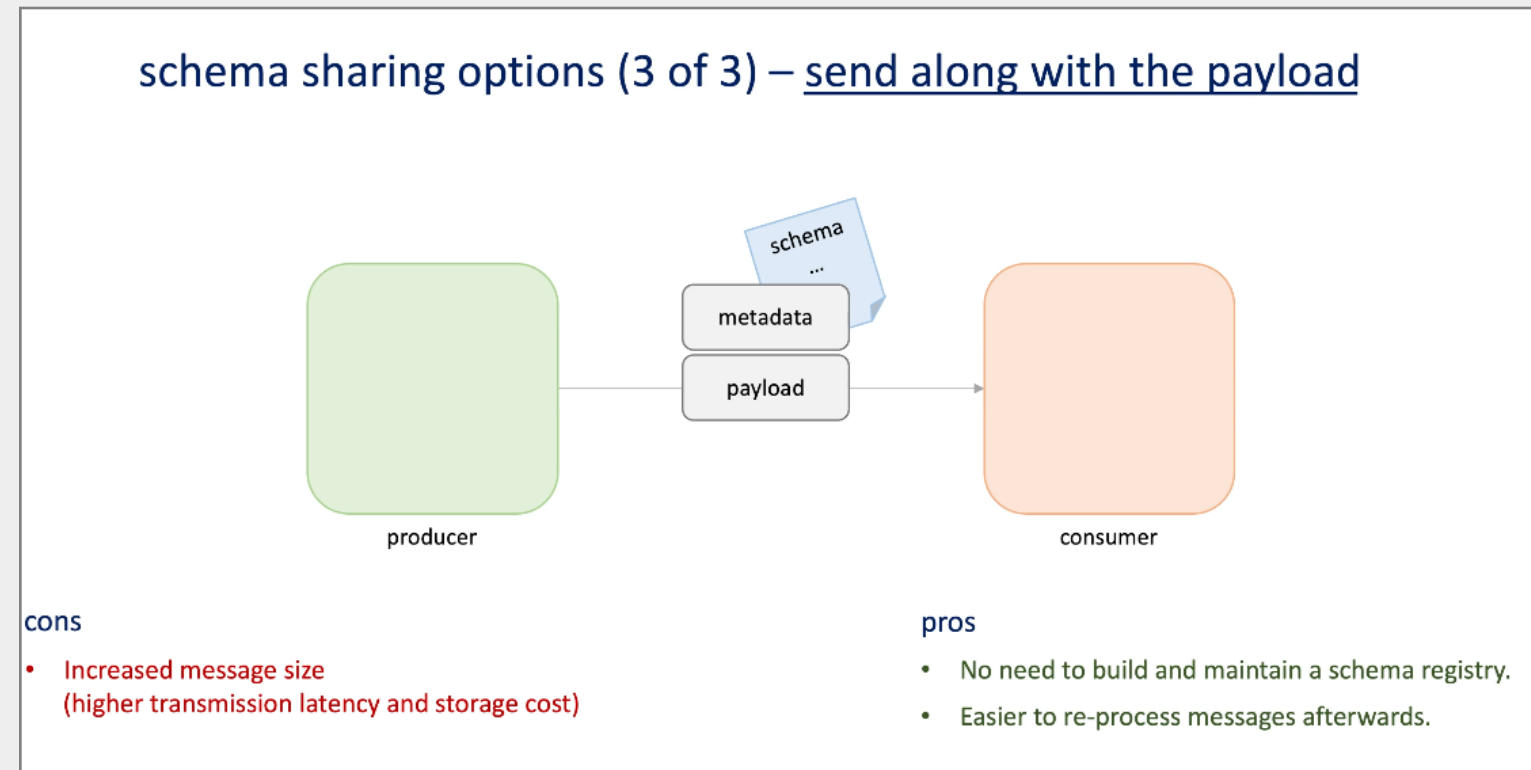 schema sharing options (3 of 3) – send along with the payload
schema
...
metadata
payload
producer
consumer
cons
• Increased message size
(higher transmission latency and storage cost)
pros
• No need to build and maintain a schema registry.
• Easier to re-process messages afterwards.